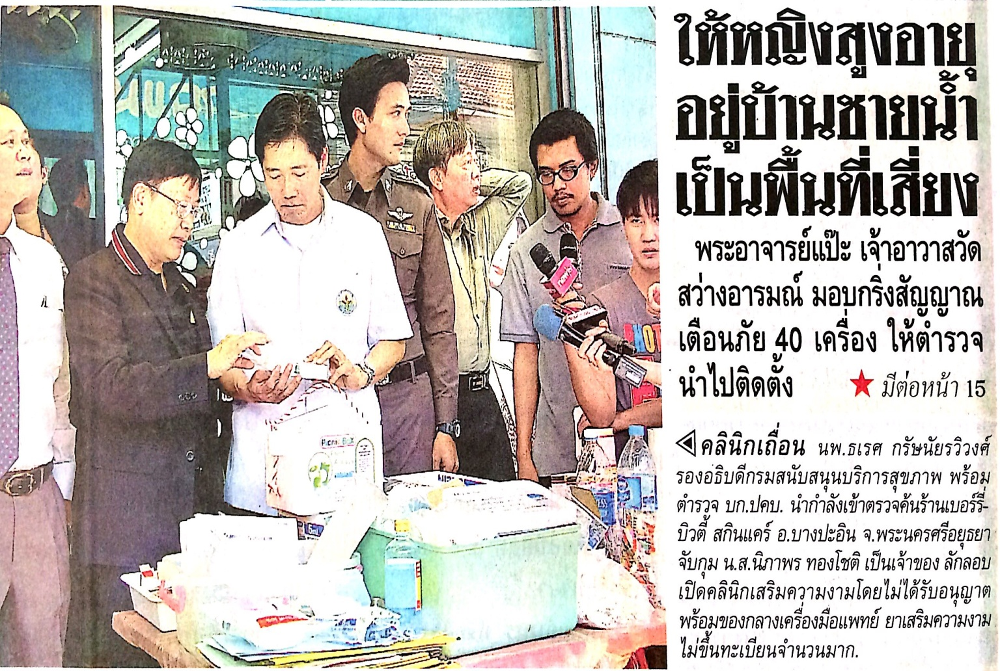 ให้หญิงสูงอายุ
อยู่บ้านชายน้ำ
เป็นพื้นที่เสี่ยง
พระอาจารย์แป๊ะ เจ้าอาวาสวัด
สว่างอารมณ์ มอบกริ่งสัญญาณ
เตือนภัย 40 เครื่อง ให้ตำรวจ
นำไปติดตั้ง ★ มีต่อหน้า 15
คลินิกเถื่อน นพ.ธเรศ กรัษนัยรวิวงศ์
รองอธิบดีกรมสนับสนุนบริการสุขภาพ พร้อม
ตำรวจ บก.ปคบ. นำกำลังเข้าตรวจค้นร้านเบอร์รี่-
บิวตี้ สกินแคร์ อ.บางปะอิน จ.พระนครศรีอยุธยา
จับกุม น.ส.นิภาพร ทองโชติ เป็นเจ้าของ ลักลอบ
เปิดคลินิกเสริมความงามโดยไม่ได้รับอนุญาต
พร้อมของกลางเครื่องมือแพทย์ ยาเสริมความงาม
ไม่ขึ้นทะเบียนจำนวนมาก.
Picnic Box